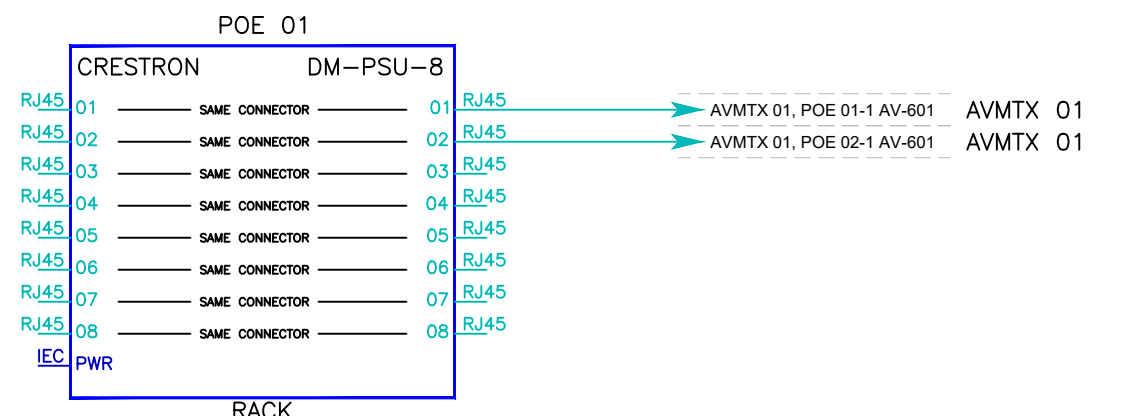 POE 01
CRESTRON DM-PSU-8
RJ45 01 SAME CONNECTOR 01 RJ45 AVMTX 01, POE 01-1 AV-601 AVMTX 01
RJ45 02 SAME CONNECTOR 02 RJ45 AVMTX 01, POE 02-1 AV-601 AVMTX 01
RJ45 03 SAME CONNECTOR 03 RJ45
RJ45 04 SAME CONNECTOR 04 RJ45
RJ45 05 SAME CONNECTOR 05 RJ45
RJ45 06 SAME CONNECTOR 06 RJ45
RJ45 07 SAME CONNECTOR 07 RJ45
RJ45 08 SAME CONNECTOR 08 RJ45
IEC PWR
RACK